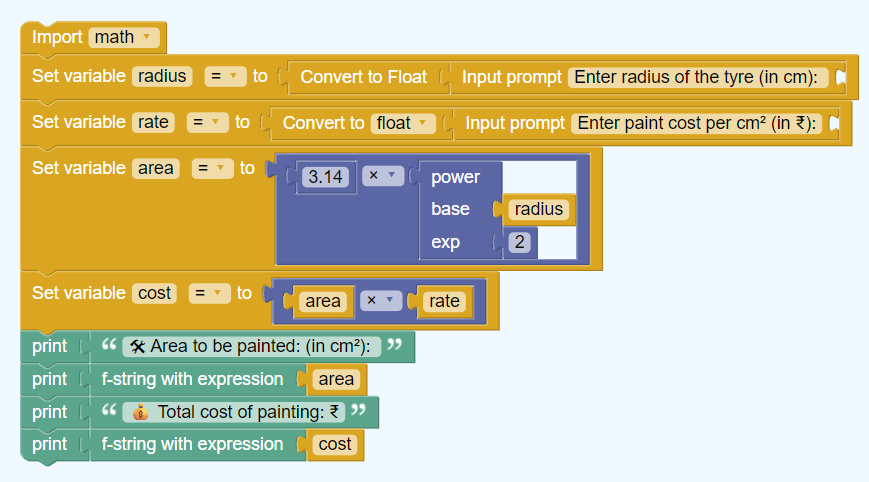 Import math
Set variable radius = to Convert to Float Input prompt Enter radius of the tyre (in cm):
Set variable rate = to Convert to float Input prompt Enter paint cost per cm² (in ₹):
Set variable area = to 3.14 × power
base radius
exp 2
Set variable cost = to area × rate
print “ 🛠 Area to be painted: (in cm²): ”
print f-string with expression area
print “ 💰 Total cost of painting: ₹ ”
print f-string with expression cost